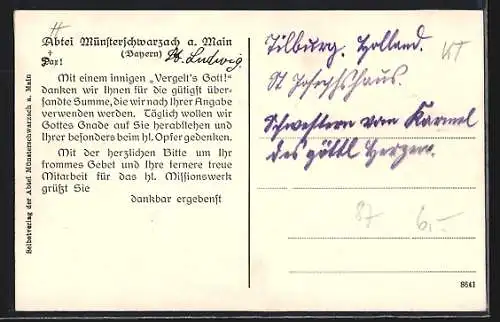 Abtei Münsterschwarzach a. Main
(Bayern) St. Ludwig.
† Pax!
Mit einem innigen „Vergelt's Gott!“
danken wir Ihnen für die gütigst über-
sandte Summe, die wir nach Ihrer Angabe
verwenden werden. Täglich wollen wir
Gottes Gnade auf Sie herabflehen und
Ihrer besonders beim hl. Opfer gedenken.
Mit der herzlichen Bitte um Ihr
frommes Gebet und Ihre fernere treue
Mitarbeit für das hl. Missionswerk
grüßt Sie
dankbar ergebenst
Selbstverlag der Abtei Münsterschwarzach a. Main
Tilburg. Holland.
St Josephshaus.
Schwestern vom Karmel
des göttl Herzens.
87
6,–
8641